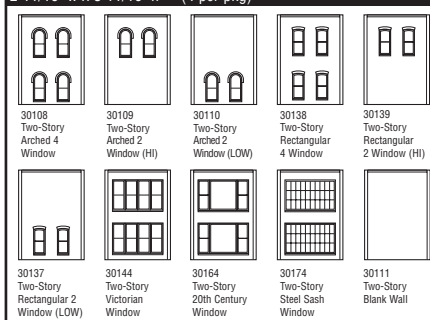 (4 per pkg)
30108
Two-Story
Arched 4
Window
30109
Two-Story
Arched 2
Window (HI)
30110
Two-Story
Arched 2
Window (LOW)
30138
Two-Story
Rectangular
4 Window
30139
Two-Story
Rectangular
2 Window (HI)
30137
Two-Story
Rectangular 2
Window (LOW)
30144
Two-Story
Victorian
Window
30164
Two-Story
20th Century
Window
30174
Two-Story
Steel Sash
Window
30111
Two-Story
Blank Wall